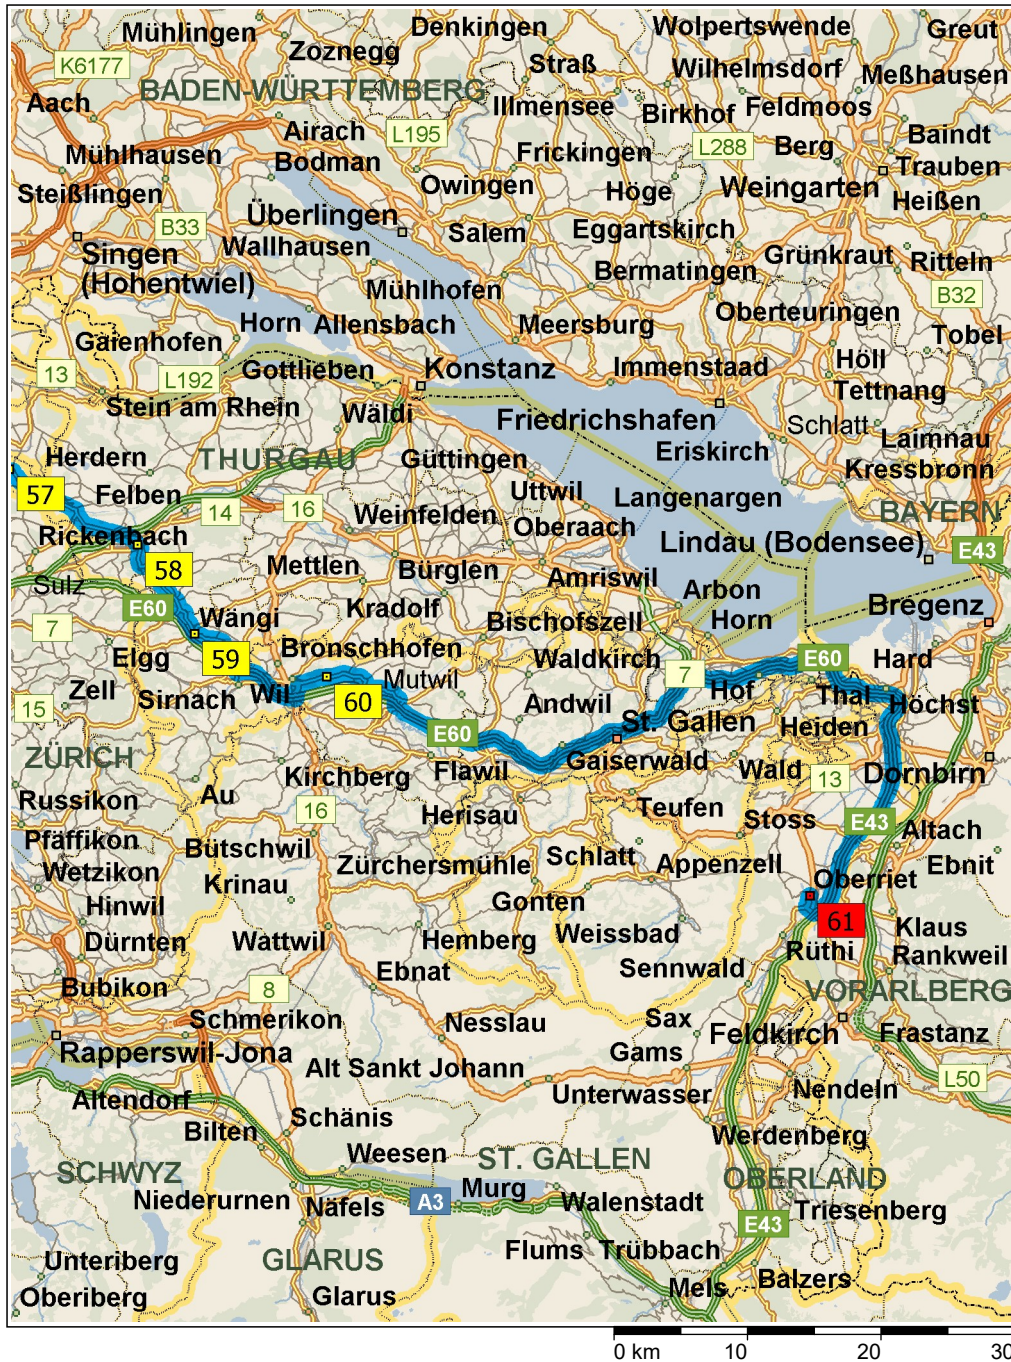 Mühlingen
Denkingen
Wolpertswende
Greut
Zoznegg
K6177
Straß
Wilhelmsdorf
Meßhausen
BADEN-WÜRTTEMBERG
Aach
Illmensee
Birkhof
Feldmoos
Airach
L195
Baindt
Mühlhausen
Bodman
Frickingen
L288
Berg
Trauben
Steißlingen
Owingen
Höge
Weingarten
Heißen
Überlingen
B33
Wallhausen
Salem
Eggartskirch
Singen
(Hohentwiel)
Bermatingen
Grünkraut
Ritteln
Mühlhofen
B32
Horn
Allensbach
Meersburg
Oberteuringen
Tobel
Gaienhofen
13
L192
Gottlieben
Konstanz
Immenstaad
Höll
Tettnang
Stein am Rhein
Wäldi
Friedrichshafen
Schlatt
Laimnau
Herdern
THURGAU
Güttingen
Eriskirch
Kressbronn
57
Felben
Uttwil
Langenargen
14
16
Weinfelden
Oberaach
BAYERN
Rickenbach
Lindau (Bodensee)
E43
58
Mettlen
Bürglen
Amriswil
Sulz
Arbon
E60
Kradolf
Bregenz
7
Wängi
Bischofszell
Horn
Elgg
59
Bronschhofen
Waldkirch
7
E60
Hard
Zell
Sirnach
Wil
60
Mutwil
Andwil
Hof
Thal
Höchst
15
E60
St. Gallen
Heiden
ZÜRICH
Kirchberg
Flawil
Gaiserwald
Wald
13
Dornbirn
Russikon
Au
16
Herisau
Teufen
Stoss
E43
Altach
Pfäffikon
Bütschwil
Zürchersmühle
Schlatt
Appenzell
Ebnit
Wetzikon
Krinau
Oberriet
Hinwil
Gonten
61
Klaus
Dürnten
Wattwil
Hemberg
Weissbad
Rüthi
Rankweil
Bubikon
Ebnat
Sennwald
8
VORARLBERG
Schmerikon
Nesslau
Sax
Feldkirch
Frastanz
Rapperswil-Jona
Gams
Alt Sankt Johann
L50
Altendorf
Unterwasser
Nendeln
Schänis
Bilten
Werdenberg
Weesen
SCHWYZ
ST. GALLEN
OBERLAND
Niederurnen
Näfels
A3
Murg
Walenstadt
Triesenberg
E43
Unteriberg
GLARUS
Flums
Trübbach
Oberiberg
Glarus
Mels
Balzers
0 km
10
20
30